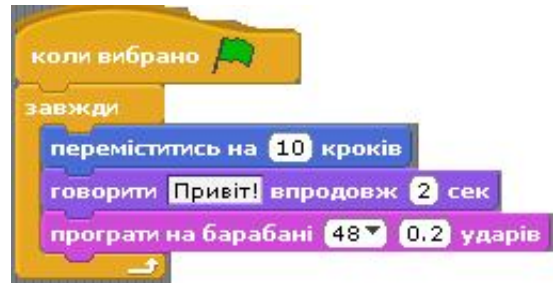 коли вибрано
завжди
переміститись на 10 кроків
говорити Привіт! впродовж 2 сек
програти на барабані 48 0.2 ударів